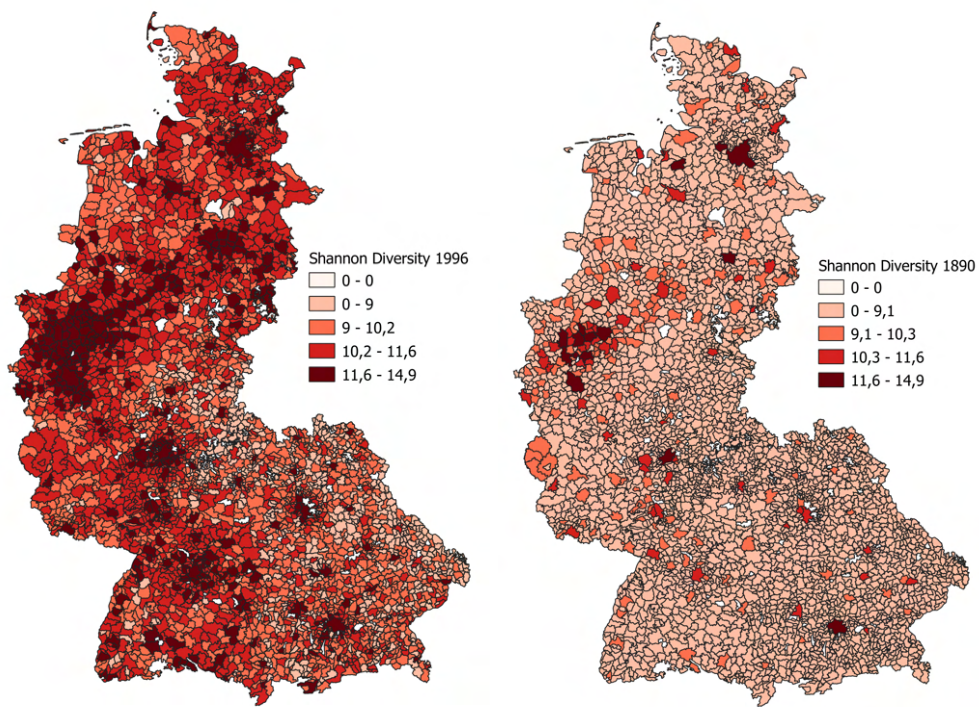 Shannon Diversity 1996
0 - 0
0 - 9
9 - 10,2
10,2 - 11,6
11,6 - 14,9
Shannon Diversity 1890
0 - 0
0 - 9,1
9,1 - 10,3
10,3 - 11,6
11,6 - 14,9